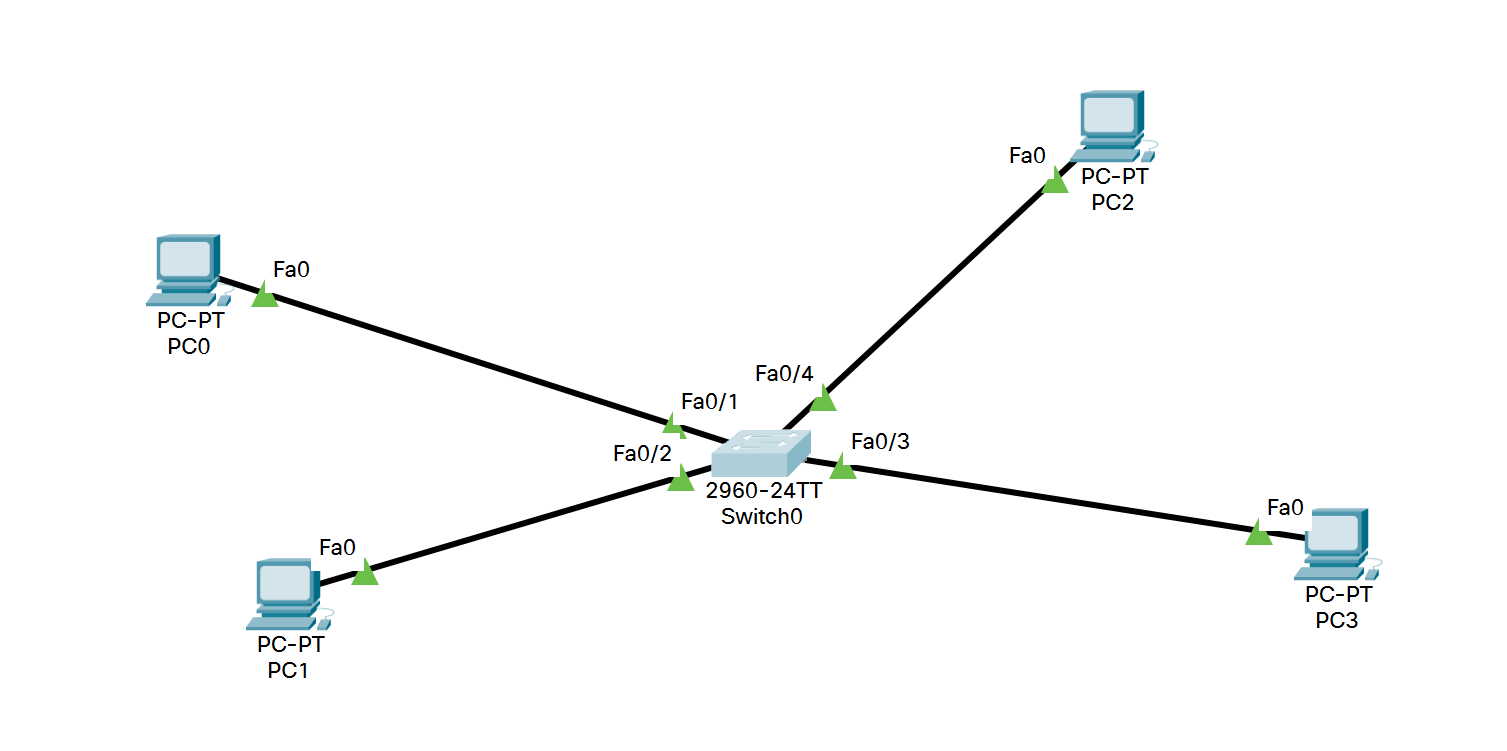 Fa0
PC-PT
PC2
Fa0
PC-PT
PC0
Fa0/4
Fa0/1
Fa0/3
Fa0/2
2960-24TT
Switch0
Fa0
PC-PT
PC3
Fa0
PC-PT
PC1